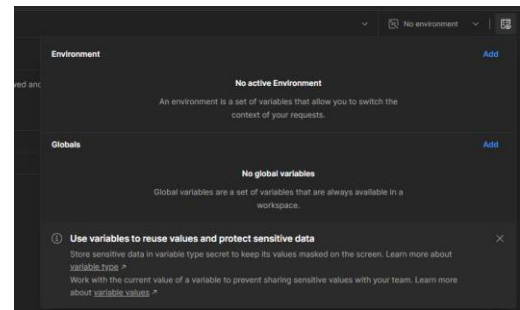 No environment
Environment
Add
ved and
No active Environment
An environment is a set of variables that allow you to switch the
context of your requests.
Globals
Add
No global variables
Global variables are a set of variables that are always available in a
workspace.
Use variables to reuse values and protect sensitive data
Store sensitive data in variable type secret to keep its values masked on the screen. Learn more about
variable type ↗
Work with the current value of a variable to prevent sharing sensitive values with your team. Learn more
about variable values ↗